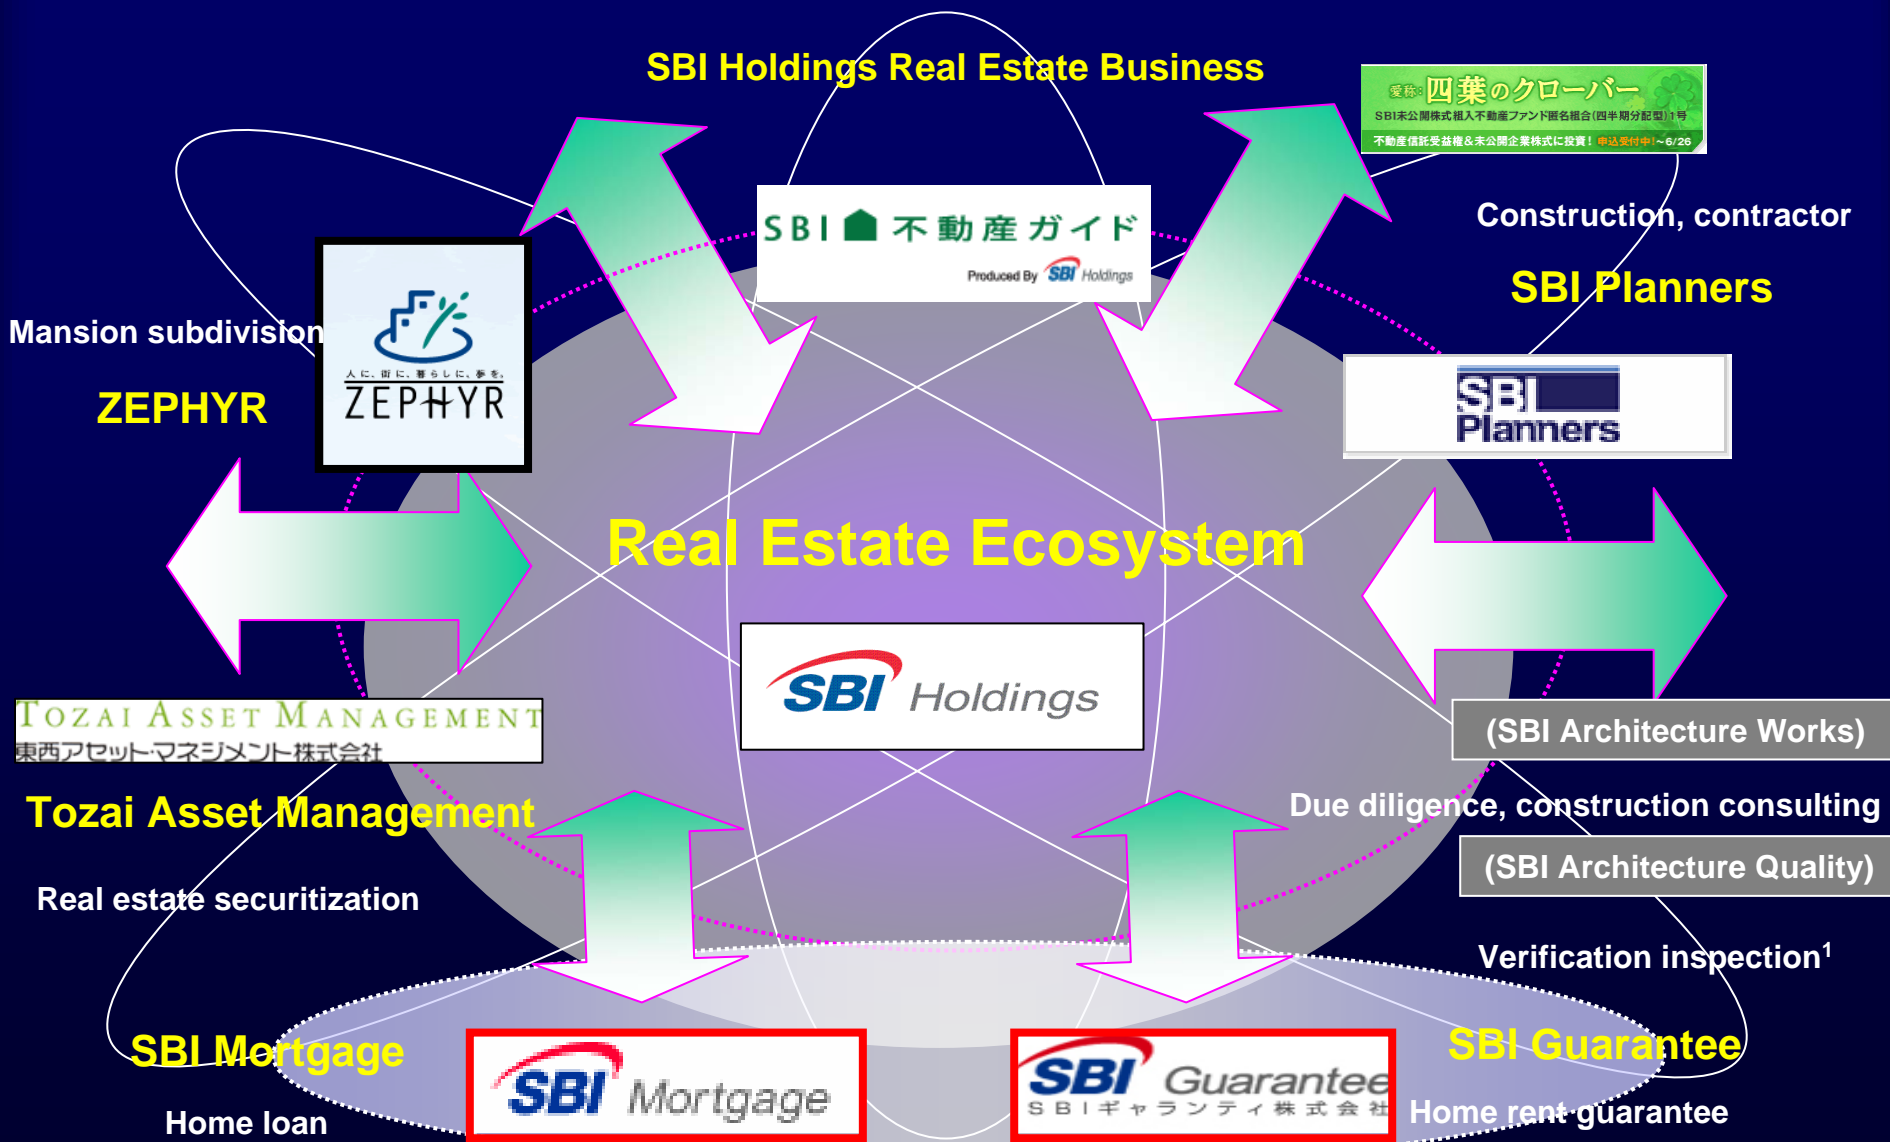 SBI Holdings Real Estate Business
愛称:四葉のクローバー
SBI未公開株式組入不動産ファンド匿名組合(四半期分配型)1号
不動産信託受益権&未公開企業株式に投資! 申込受付中!~6/26
SBI 不動産ガイド
Produced By SBI Holdings
Construction, contractor
SBI Planners
SBI
Planners
Mansion subdivision
ZEPHYR
人に、街に、暮らしに、夢を。
ZEPHYR
Real Estate Ecosystem
SBI Holdings
TOZAI ASSET MANAGEMENT
東西アセット・マネジメント株式会社
Tozai Asset Management
Real estate securitization
(SBI Architecture Works)
Due diligence, construction consulting
(SBI Architecture Quality)
Verification inspection1
SBI Mortgage
Home loan
SBI Mortgage
SBI Guarantee
SBIギャランティ株式会社
SBI Guarantee
Home rent guarantee